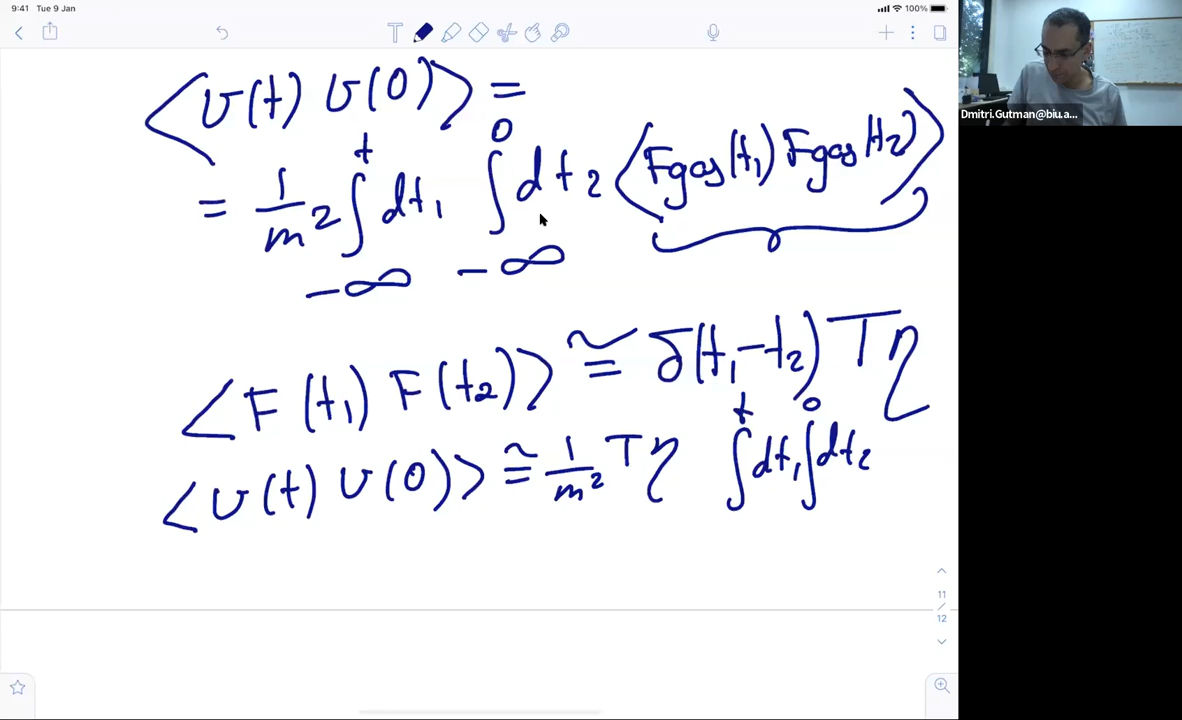 9:41 Tue 9 Jan
100%
⟨v(t) v(0)⟩ =
= 1/m² ∫_{-∞}^{t} dt₁ ∫_{-∞}^{0} dt₂ ⟨Fgas(t₁) Fgas(t₂)⟩
⟨F(t₁) F(t₂)⟩ ≅ δ(t₁-t₂) T η
⟨v(t) v(0)⟩ ≅ 1/m² T η ∫^{t} dt₁ ∫^{0} dt₂
Dmitri.Gutman@biu.a...
11
/
12